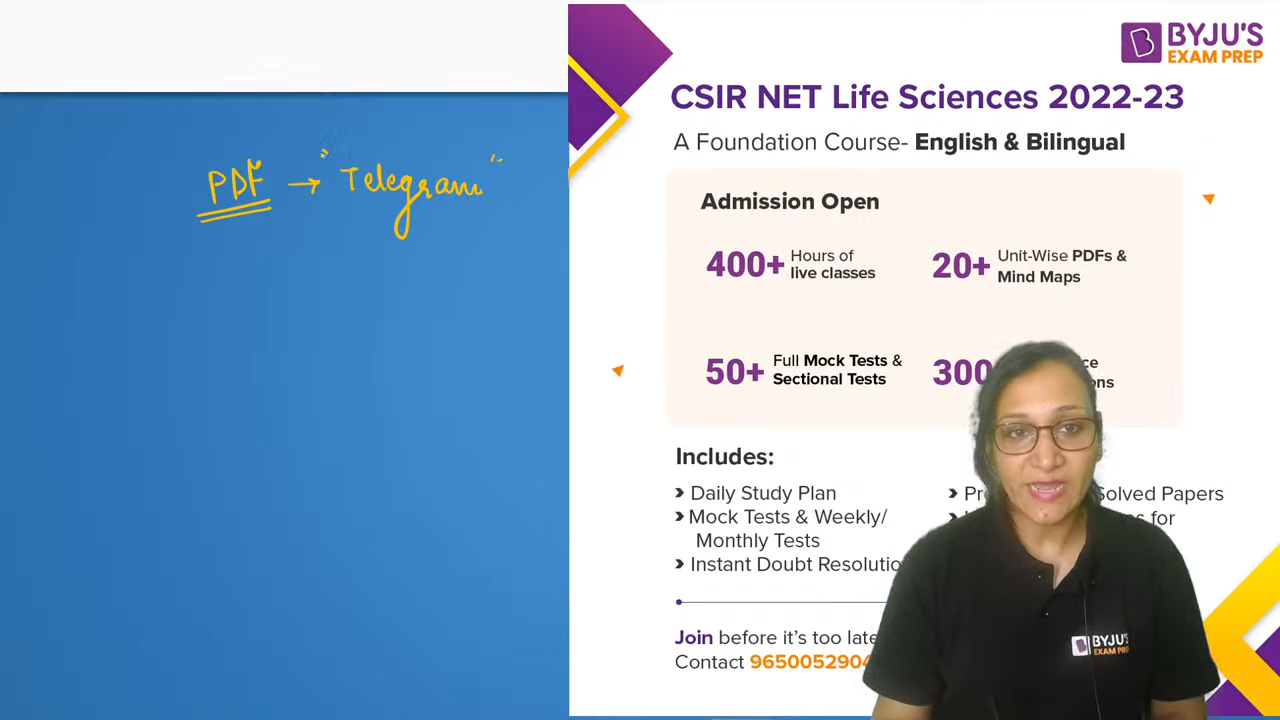 PDF → Telegram
BYJU'S
EXAM PREP
CSIR NET Life Sciences 2022-23
A Foundation Course- English & Bilingual
Admission Open
400+ Hours of live classes
20+ Unit-Wise PDFs & Mind Maps
50+ Full Mock Tests & Sectional Tests
300
Includes:
Daily Study Plan
Mock Tests & Weekly/
Monthly Tests
Instant Doubt
Solved Papers
for
Join before it's too late
Contact 9650052904
BYJU'S
EXAM PREP